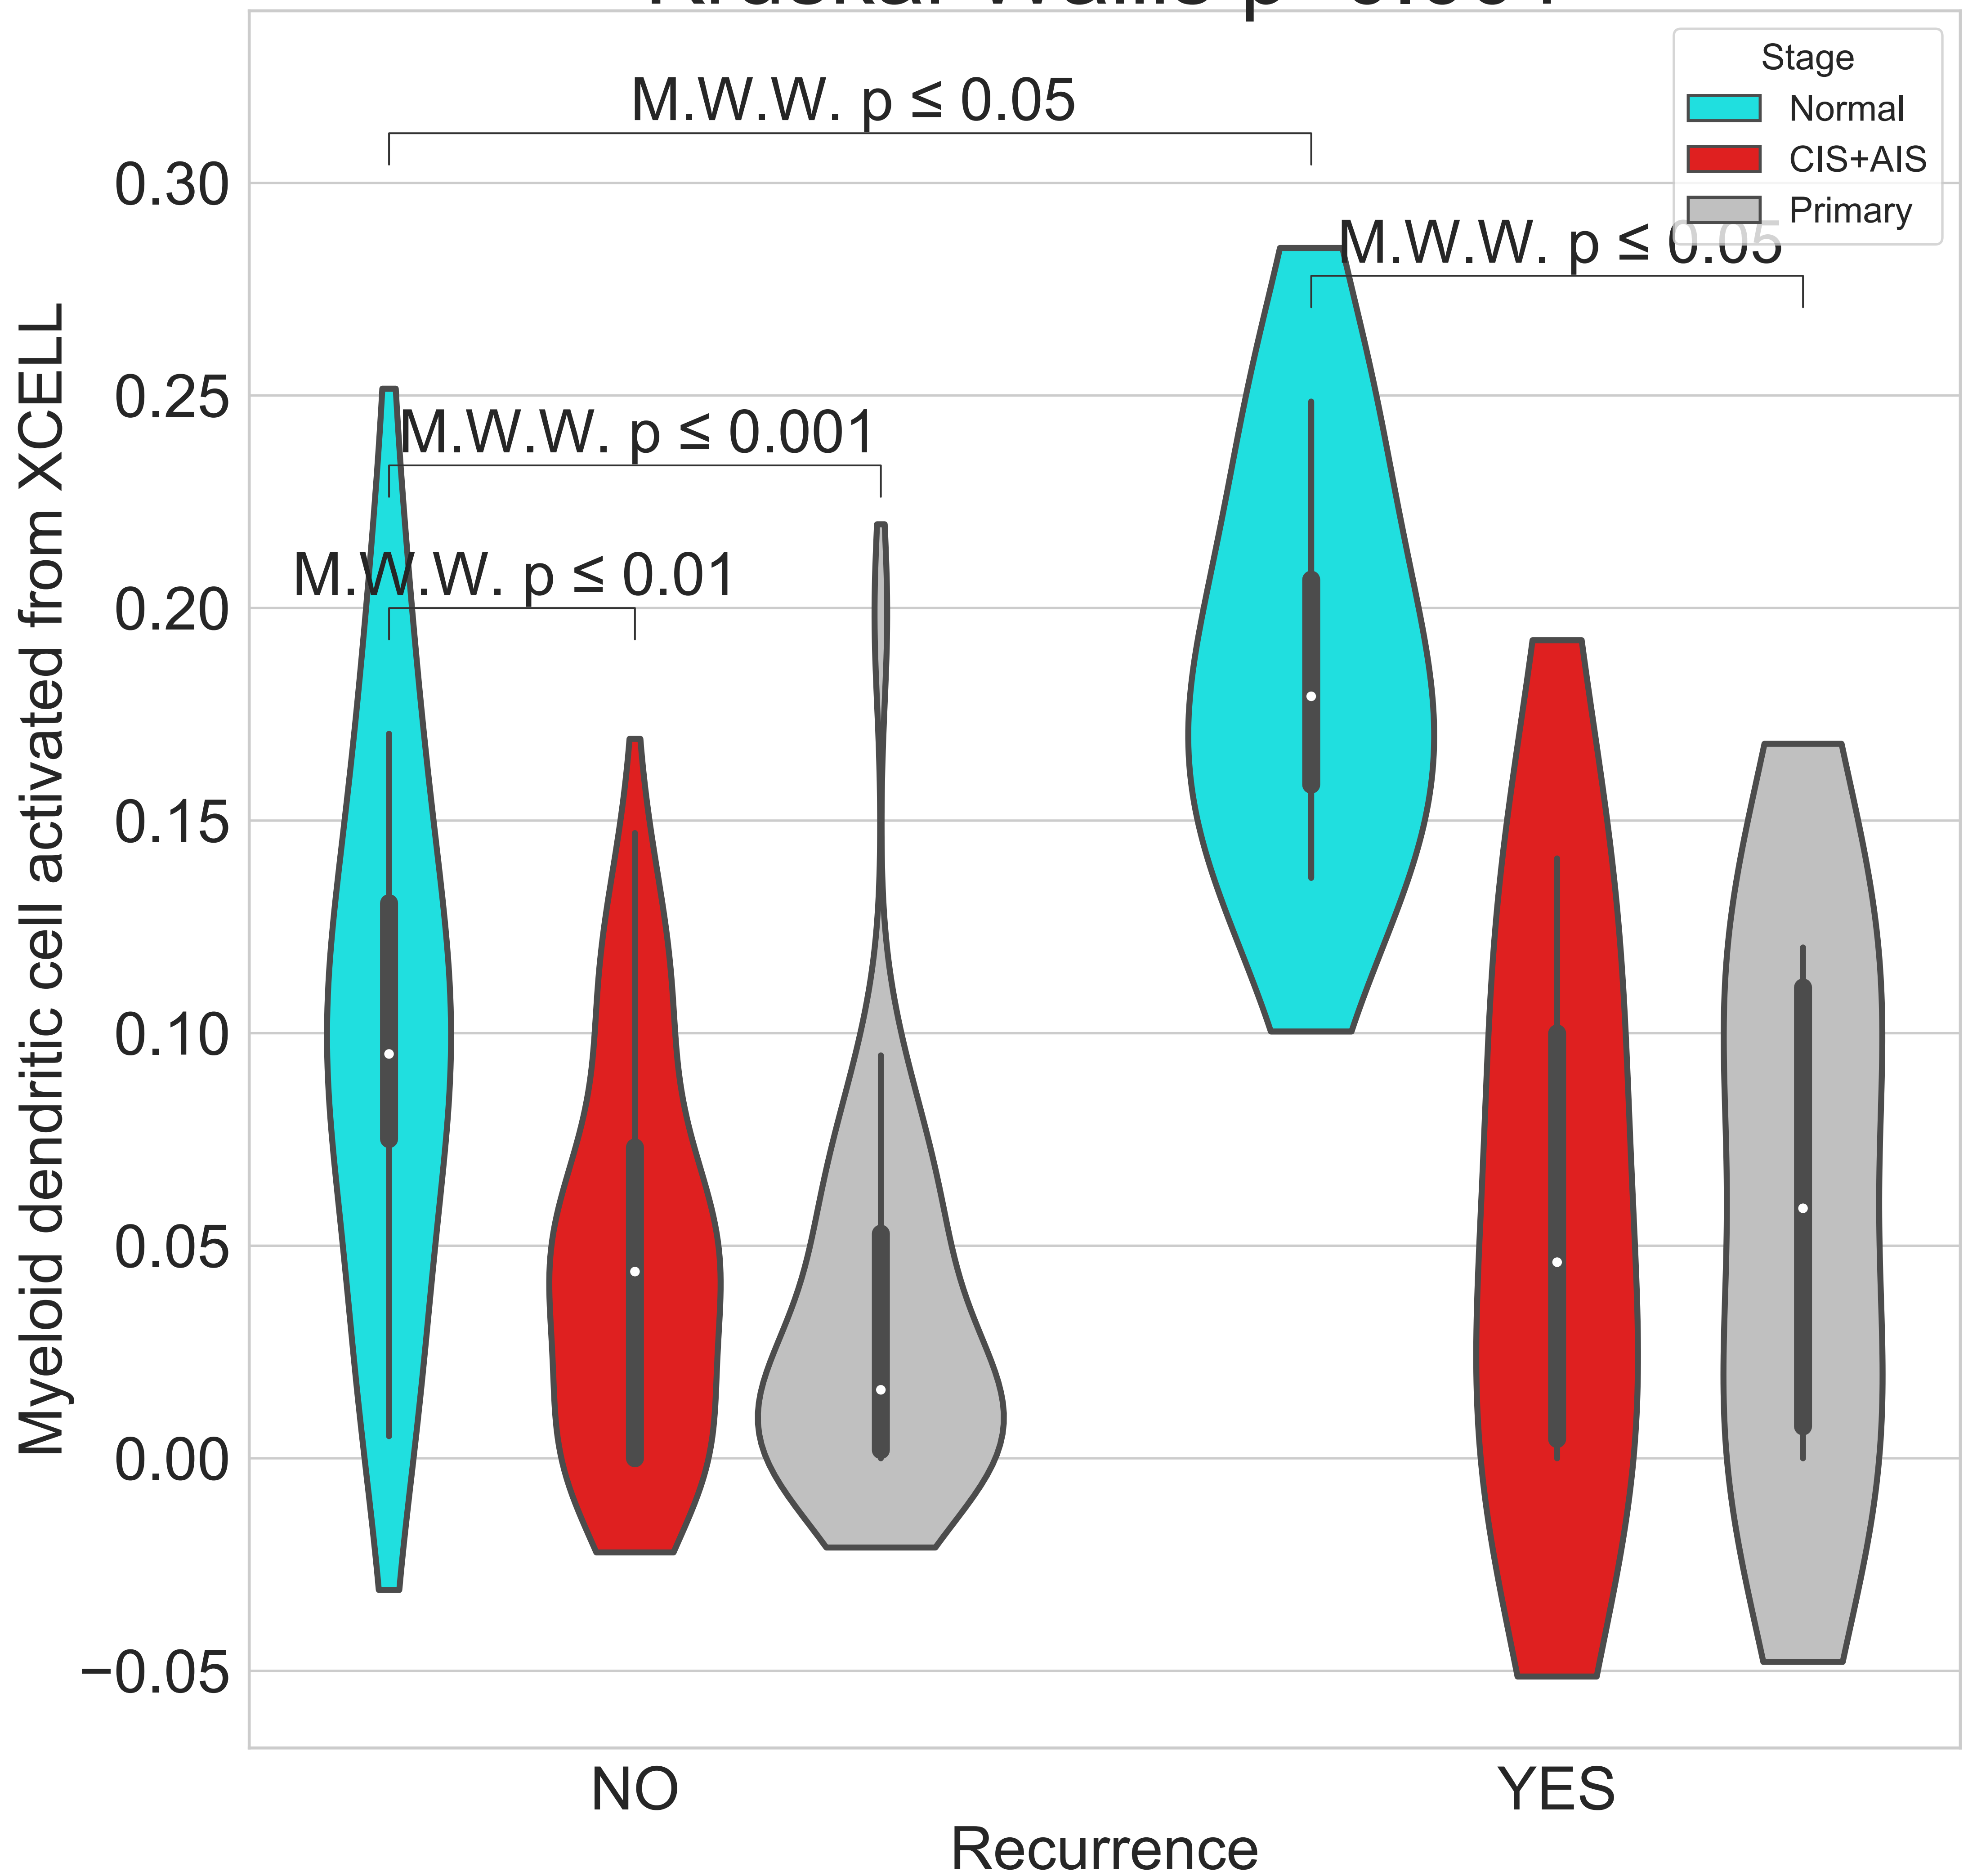 M.W.W. p ≤ 0.05
Stage
Normal
CIS+AIS
Primary
M.W.W. p ≤ 0.05
M.W.W. p ≤ 0.001
M.W.W. p ≤ 0.01
Myeloid dendritic cell activated from XCELL
0.30
0.25
0.20
0.15
0.10
0.05
0.00
−0.05
NO
YES
Recurrence